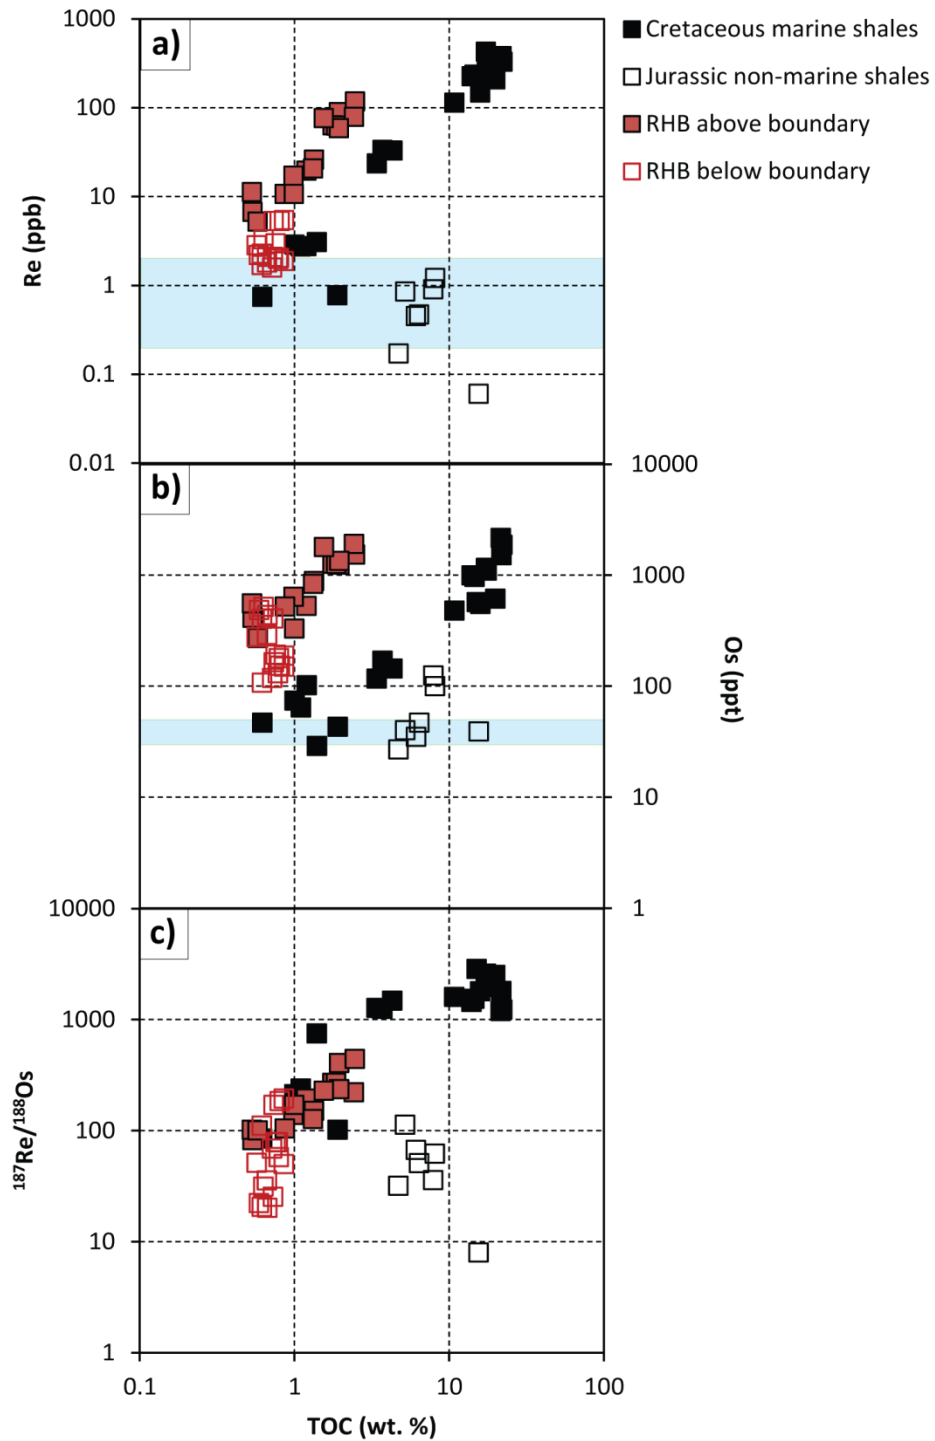 a)
Re (ppb)
1000
100
10
1
0.1
0.01
Cretaceous marine shales
Jurassic non-marine shales
RHB above boundary
RHB below boundary
b)
Os (ppt)
10000
1000
100
10
1
c)
187Re/188Os
10000
1000
100
10
1
0.1 1 10 100
TOC (wt. %)